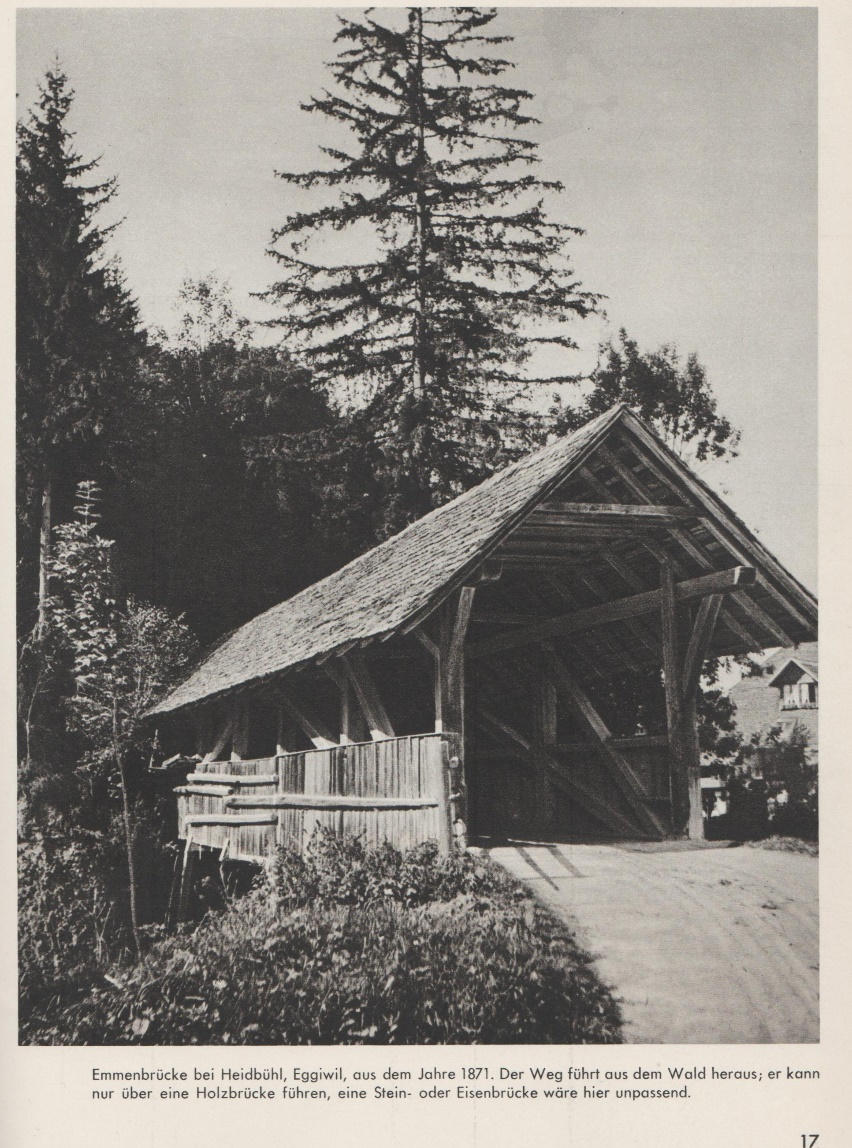 Emmenbrücke bei Heidbühl, Eggiwil, aus dem Jahre 1871. Der Weg führt aus dem Wald heraus; er kann
nur über eine Holzbrücke führen, eine Stein- oder Eisenbrücke wäre hier unpassend.
17